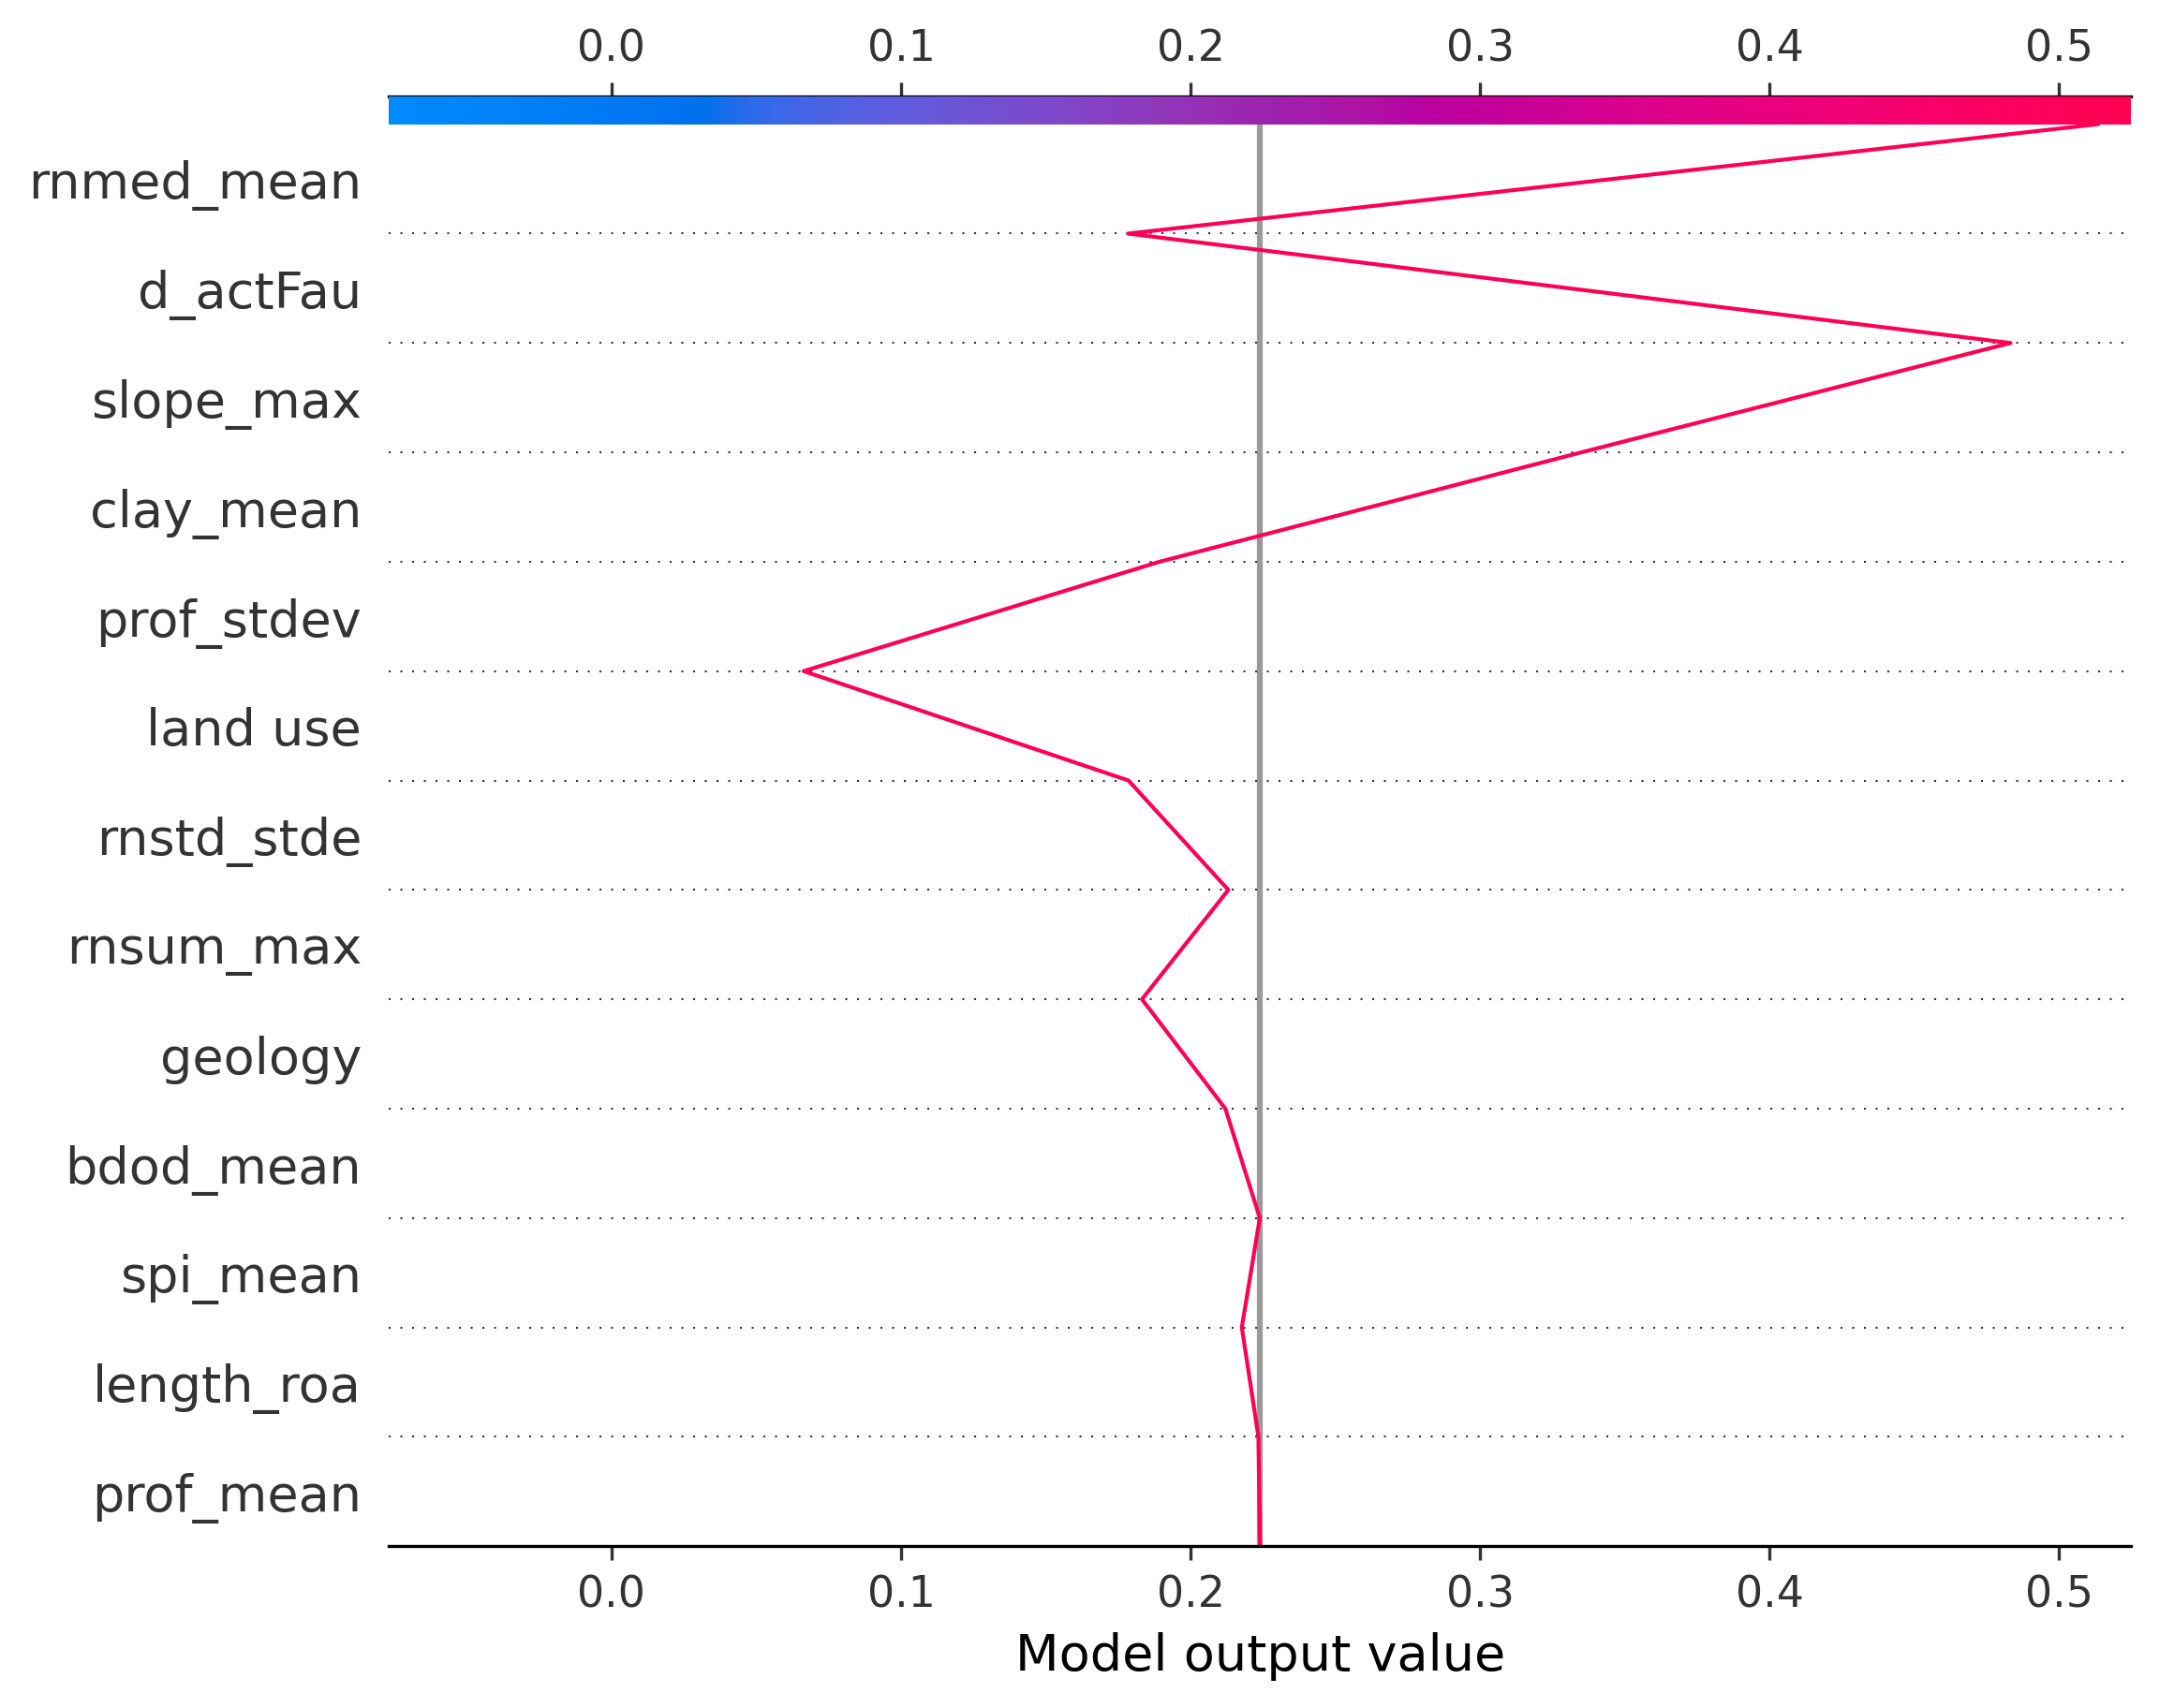 0.0 0.1 0.2 0.3 0.4 0.5
rnmed_mean
d_actFau
slope_max
clay_mean
prof_stdev
land use
rnstd_stde
rnsum_max
geology
bdod_mean
spi_mean
length_roa
prof_mean
0.0 0.1 0.2 0.3 0.4 0.5
Model output value